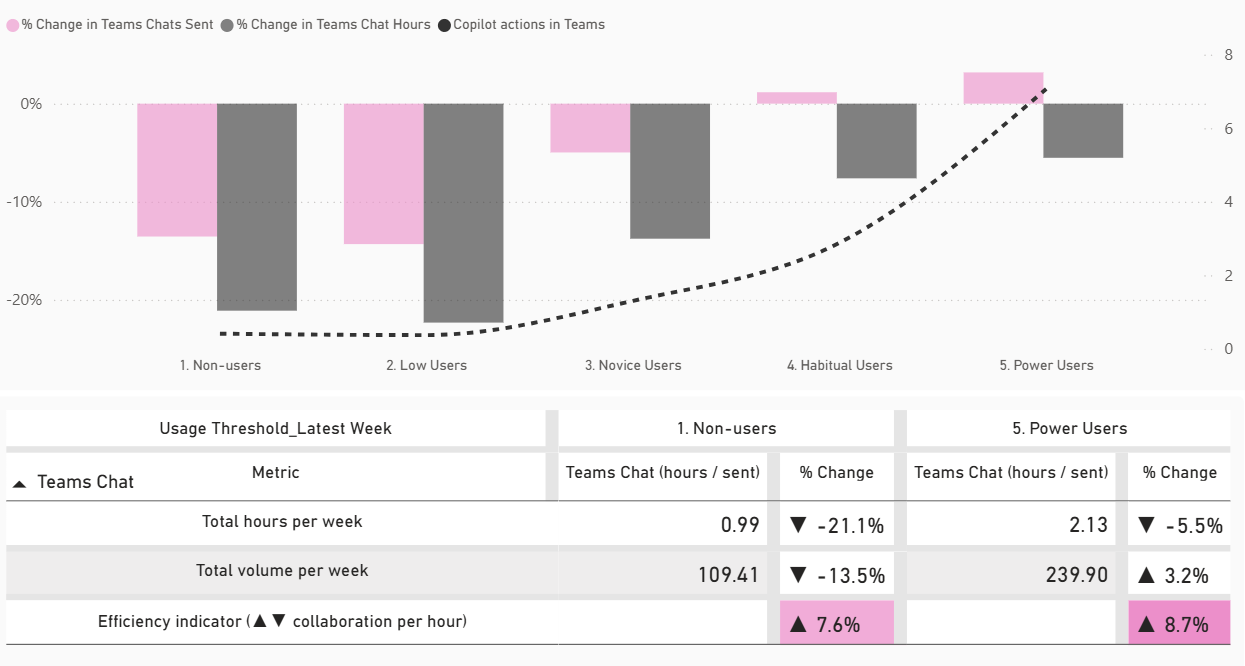 % Change in Teams Chats Sent % Change in Teams Chat Hours Copilot actions in Teams
8
0%
6
-10% 4
2
-20%
0
1. Non-users 2. Low Users 3. Novice Users 4. Habitual Users 5. Power Users
Usage Threshold_Latest Week 1. Non-users 5. Power Users
Metric Teams Chat (hours / sent) % Change Teams Chat (hours / sent) % Change
▲ Teams Chat
Total hours per week 0.99 ▼ -21.1% 2.13 ▼ -5.5%
Total volume per week 109.41 ▼ -13.5% 239.90 ▲ 3.2%
Efficiency indicator (▲▼ collaboration per hour) ▲ 7.6% ▲ 8.7%